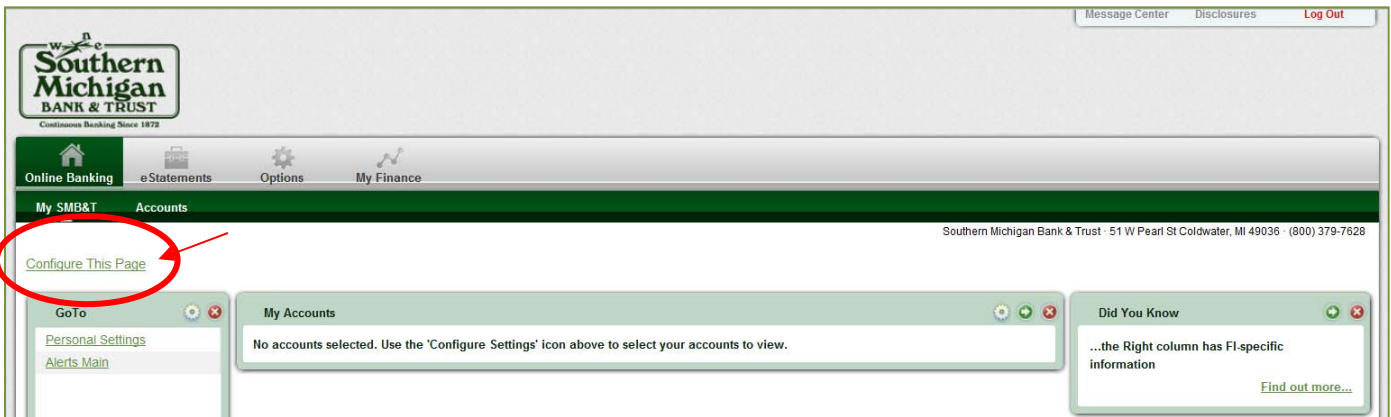 Message Center Disclosures Log Out
n
w e
Southern
Michigan
BANK & TRUST
Continuous Banking Since 1872
Online Banking eStatements Options My Finance
My SMB&T Accounts
Southern Michigan Bank & Trust · 51 W Pearl St Coldwater, MI 49036 · (800) 379-7628
Configure This Page
GoTo
Personal Settings
Alerts Main
My Accounts
No accounts selected. Use the 'Configure Settings' icon above to select your accounts to view.
Did You Know
...the Right column has FI-specific
information
Find out more...